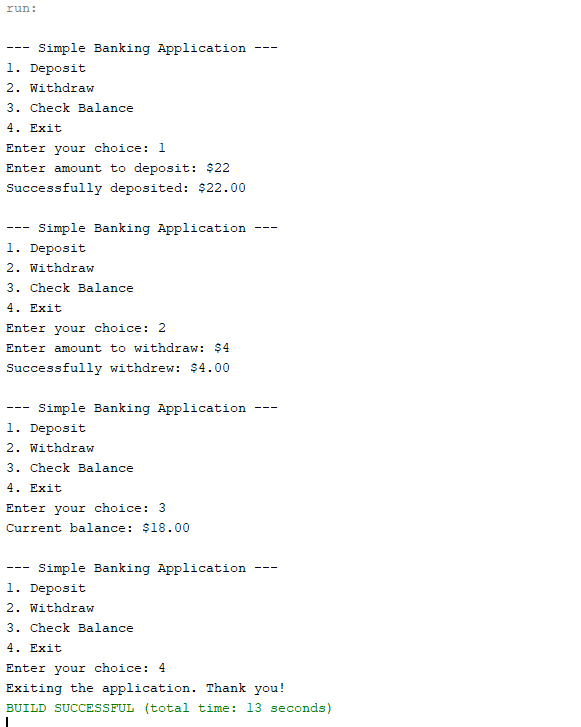 run:
--- Simple Banking Application ---
1. Deposit
2. Withdraw
3. Check Balance
4. Exit
Enter your choice: 1
Enter amount to deposit: $22
Successfully deposited: $22.00
--- Simple Banking Application ---
1. Deposit
2. Withdraw
3. Check Balance
4. Exit
Enter your choice: 2
Enter amount to withdraw: $4
Successfully withdrew: $4.00
--- Simple Banking Application ---
1. Deposit
2. Withdraw
3. Check Balance
4. Exit
Enter your choice: 3
Current balance: $18.00
--- Simple Banking Application ---
1. Deposit
2. Withdraw
3. Check Balance
4. Exit
Enter your choice: 4
Exiting the application. Thank you!
BUILD SUCCESSFUL (total time: 13 seconds)